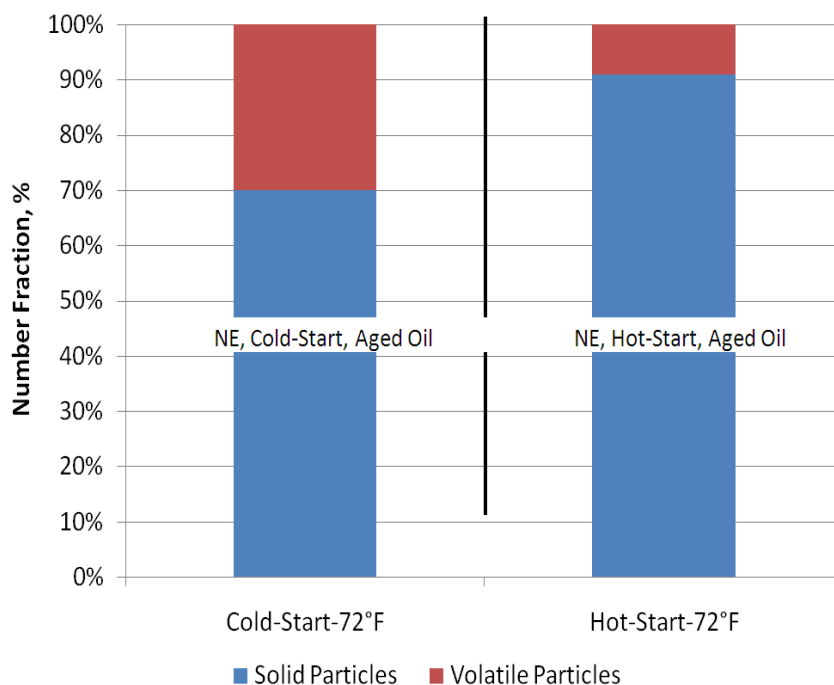 100%
90%
80%
70%
60%
50%
40%
30%
20%
10%
0%
Number Fraction, %
NE, Cold-Start, Aged Oil
NE, Hot-Start, Aged Oil
Cold-Start-72°F
Hot-Start-72°F
Solid Particles
Volatile Particles